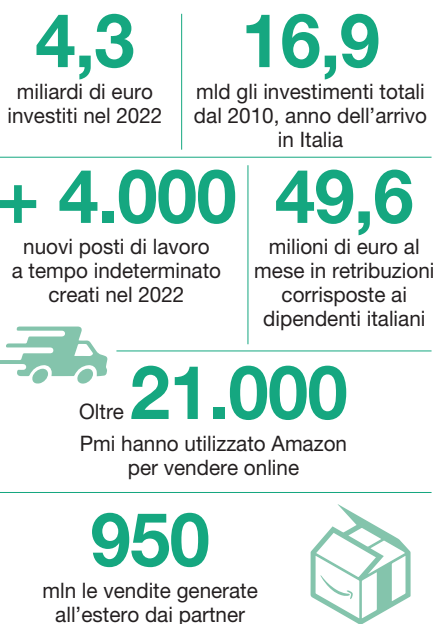 4,3
miliardi di euro
investiti nel 2022
16,9
mld gli investimenti totali
dal 2010, anno dell'arrivo
in Italia
+ 4.000
nuovi posti di lavoro
a tempo indeterminato
creati nel 2022
49,6
milioni di euro al
mese in retribuzioni
corrisposte ai
dipendenti italiani
Oltre 21.000
Pmi hanno utilizzato Amazon
per vendere online
950
mln le vendite generate
all'estero dai partner